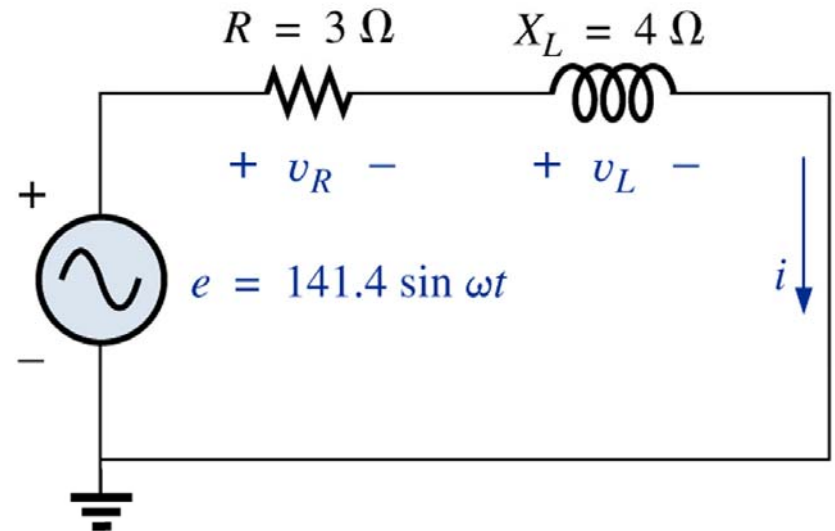 R = 3 Ω
X_L = 4 Ω
+ v_R −
+ v_L −
+
e = 141.4 sin ωt
i
−